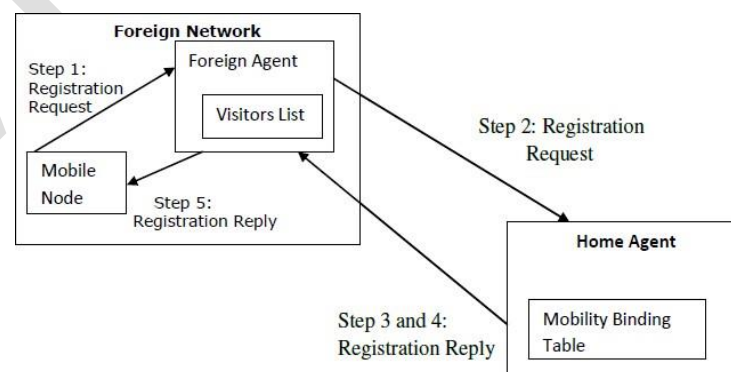 Foreign Network
Step 1:
Registration
Request
Foreign Agent
Visitors List
Mobile
Node
Step 5:
Registration Reply
Step 2: Registration
Request
Home Agent
Step 3 and 4:
Registration Reply
Mobility Binding
Table